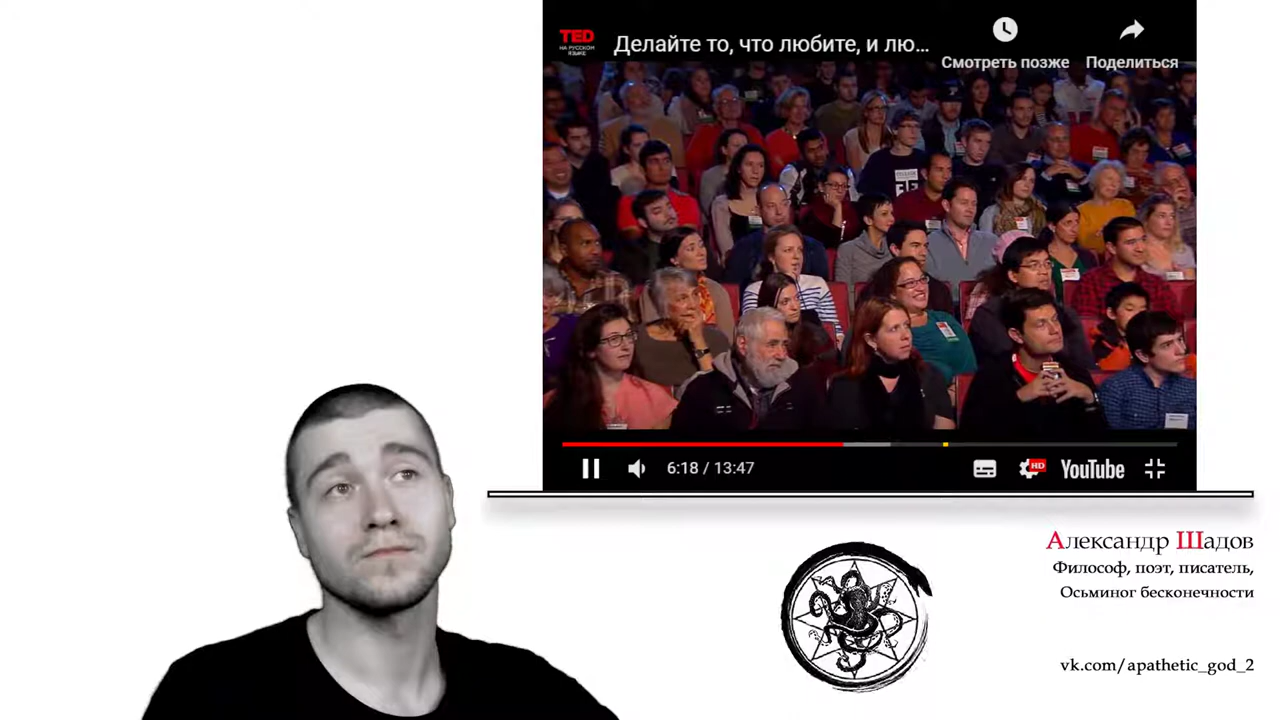 TED
НА РУССКОМ
ЯЗЫКЕ
Делайте то, что любите, и лю...
Смотреть позже
Поделиться
6:18 / 13:47
HD
YouTube
Александр Шадов
Философ, поэт, писатель,
Осьминог бесконечности
vk.com/apathetic_god_2